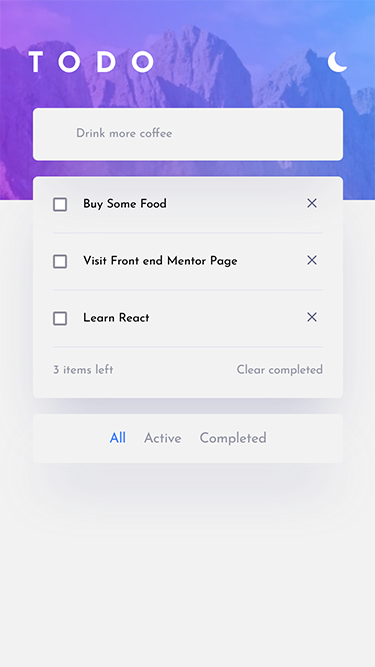 TODO
Drink more coffee
Buy Some Food
Visit Front end Mentor Page
Learn React
3 items left Clear completed
All Active Completed